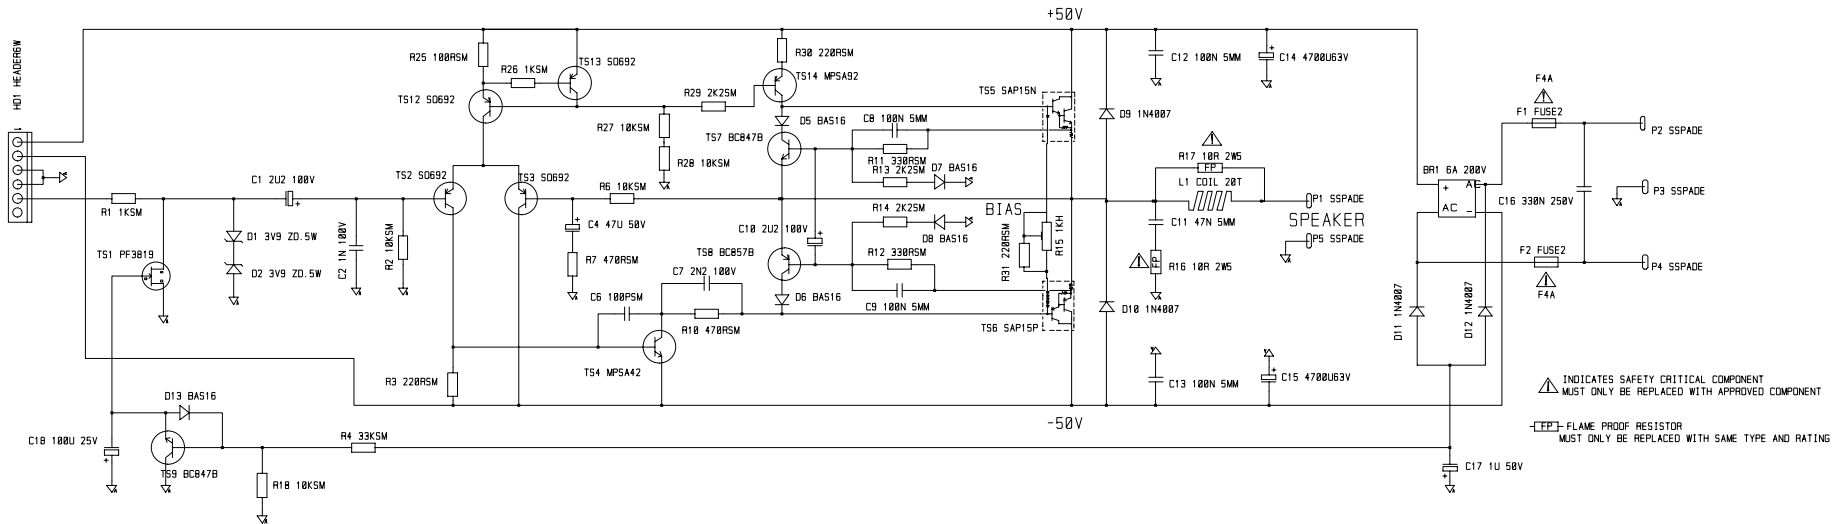 +50V
HD1 HEADER6W
1
R25 100RSM
TS13 SO692
R30 220RSM
R26 1KSM
TS14 MPSA92
C12 100N 5MM
C14 4700U63V
F4A
TS12 SO692
R29 2K2SM
TS5 SAP15N
F1 FUSE2
D5 BAS16
C8 100N 5MM
D9 1N4007
R27 10KSM
TS7 BC847B
P2 SSPADE
R28 10KSM
R11 330RSM
R17 10R 2W5
FP
D7 BAS16
R13 2K2SM
BR1 6A 200V
C1 2U2 100V
TS2 SO692
TS3 SO692
R6 10KSM
L1 COIL 20T
+ AC
AC -
P3 SSPADE
P1 SSPADE
C16 330N 250V
R1 1KSM
BIAS
R14 2K2SM
C11 47N 5MM
SPEAKER
C4 47U 50V
C10 2U2 100V
D1 3V9 ZD.5W
C2 1N 100V
R2 10KSM
D8 BAS16
R31 220RSM
R15 1KH
P5 SSPADE
TS1 PF3819
TS8 BC857B
R12 330RSM
F2 FUSE2
R7 470RSM
FP
R16 10R 2W5
D2 3V9 ZD.5W
C7 2N2 100V
P4 SSPADE
C6 100PSM
D6 BAS16
C9 100N 5MM
F4A
D10 1N4007
D11 1N4007
D12 1N4007
R10 470RSM
TS6 SAP15P
TS4 MPSA42
R3 220RSM
C13 100N 5MM
C15 4700U63V
INDICATES SAFETY CRITICAL COMPONENT
MUST ONLY BE REPLACED WITH APPROVED COMPONENT
D13 BAS16
-50V
FP FLAME PROOF RESISTOR
MUST ONLY BE REPLACED WITH SAME TYPE AND RATING
C18 100U 25V
R4 33KSM
TS9 BC847B
C17 1U 50V
R18 10KSM